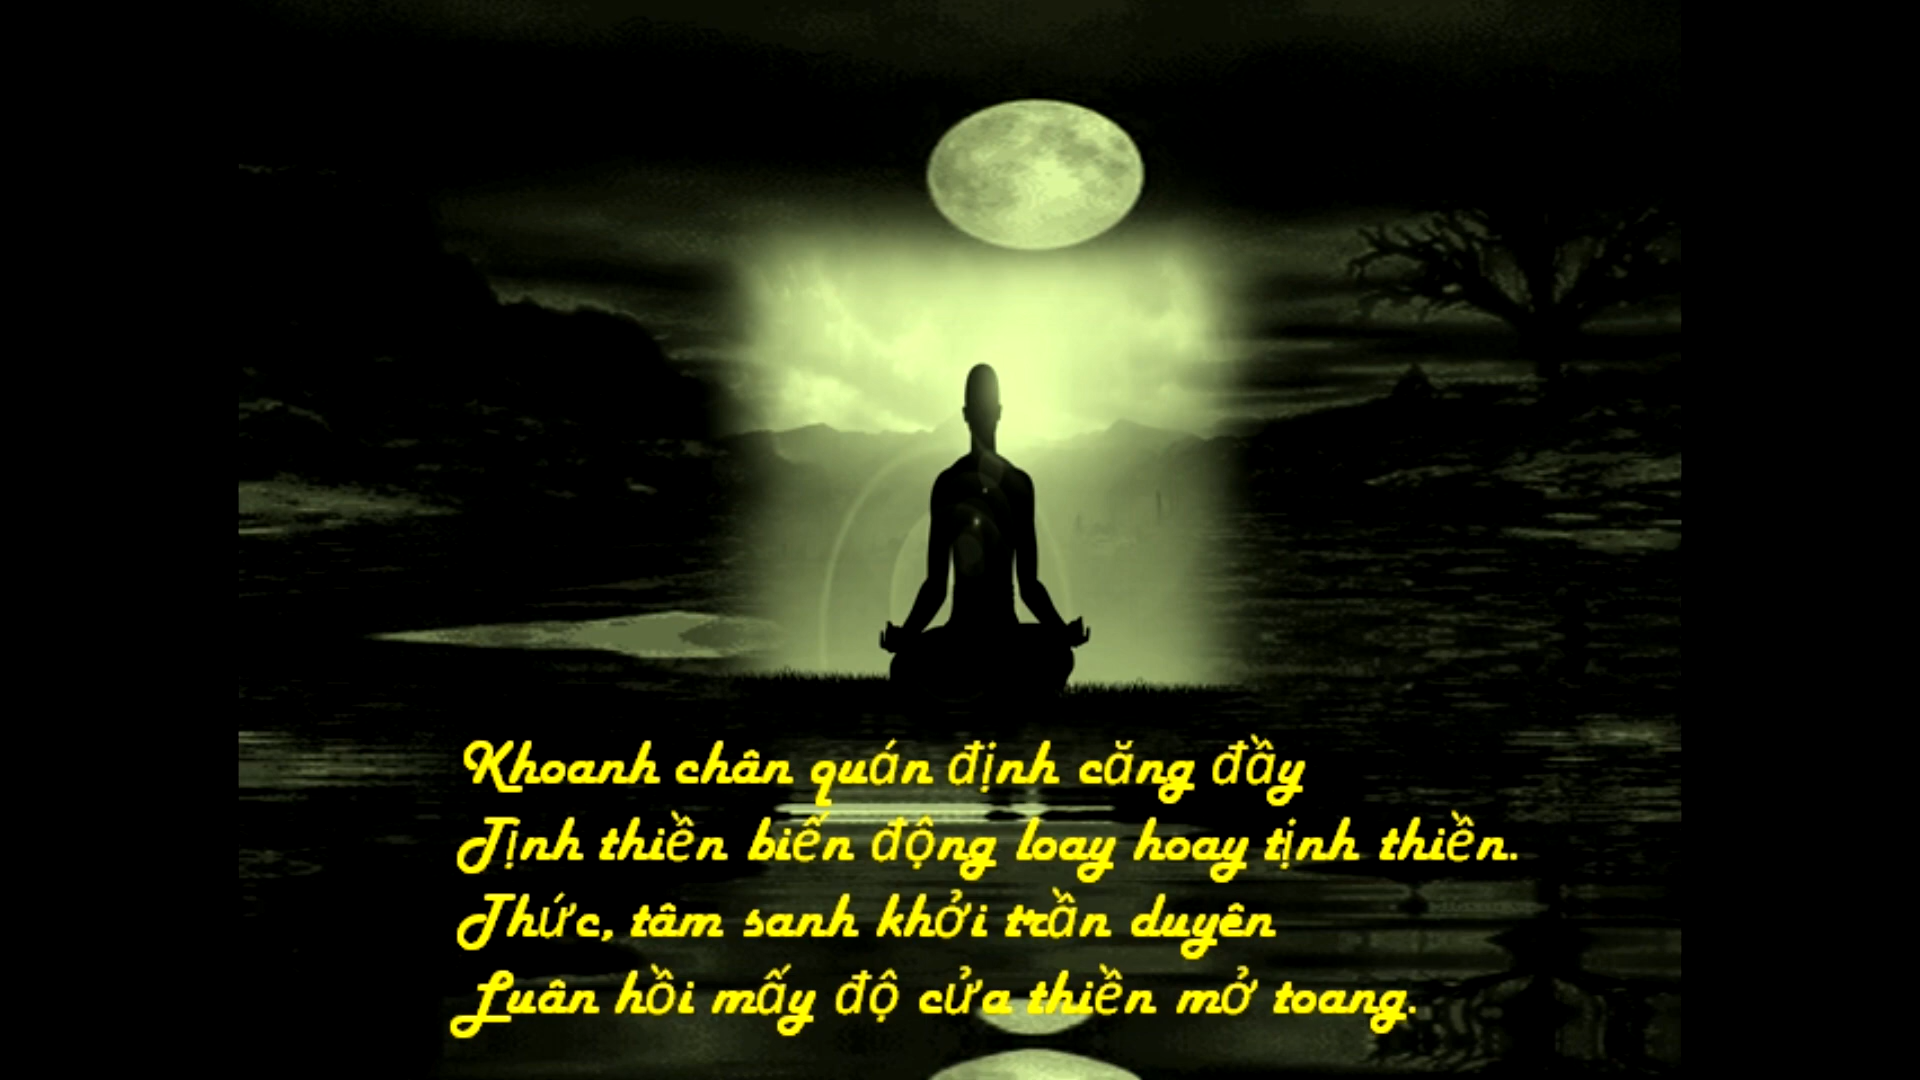 Khoanh chân quán định căng đầy
Tịnh thiền biến động loay hoay tịnh thiền.
Thức, tâm sanh khởi trần duyên
Luân hồi mấy độ cửa thiền mở toang.